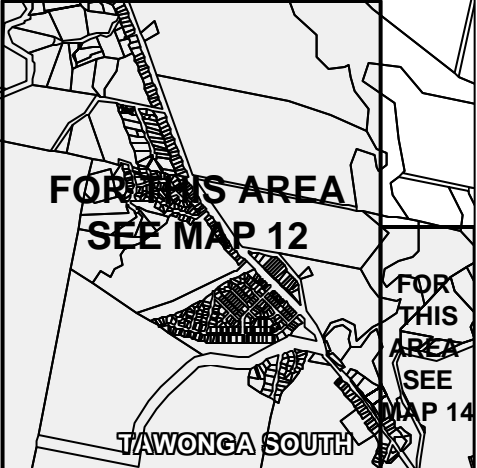 FOR THIS AREA
SEE MAP 12
FOR
THIS
AREA
SEE
MAP 14
TAWONGA SOUTH